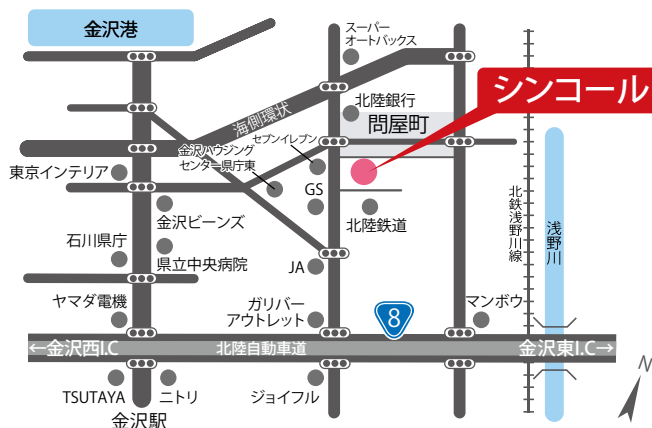 金沢港
スーパー
オートバックス
シンコール
北陸銀行
問屋町
海側環状
セブンイレブン
金沢ハウジング
センター県庁東
東京インテリア
GS
金沢ビーンズ
北陸鉄道
北鉄浅野川線
浅野川
石川県庁
県立中央病院
JA
ヤマダ電機
ガリバー
アウトレット
8
マンボウ
←金沢西I.C
北陸自動車道
金沢東I.C→
TSUTAYA
ニトリ
ジョイフル
金沢駅
N